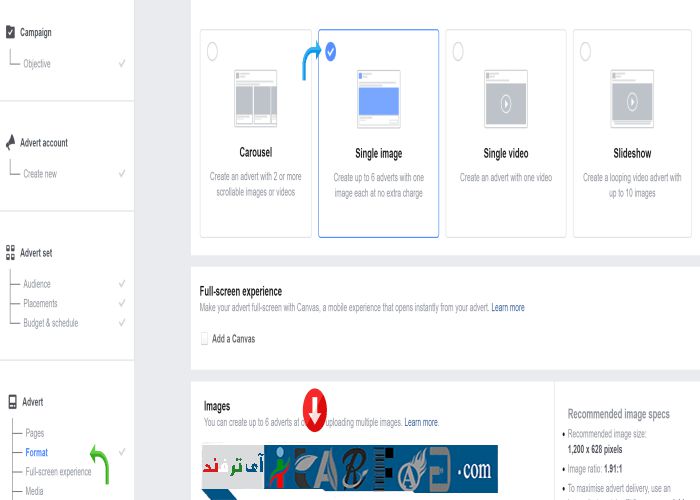 Campaign
Objective
Advert account
Create new
Advert set
Audience
Placements
Budget & schedule
Advert
Pages
Format
Full-screen experience
Media
Carousel
Create an advert with 2 or more
scrollable images or videos
Single image
Create up to 6 adverts with one
image each at no extra charge
Single video
Create an advert with one video
Slideshow
Create a looping video advert with
up to 10 images
Full-screen experience
Make your advert full-screen with Canvas, a mobile experience that opens instantly from your advert. Learn more
Add a Canvas
Images
You can create up to 6 adverts at uploading multiple images. Learn more.
آی ترفند
.com
Recommended image specs
Recommended image size:
1,200 x 628 pixels
Image ratio: 1.91:1
To maximise advert delivery, use an